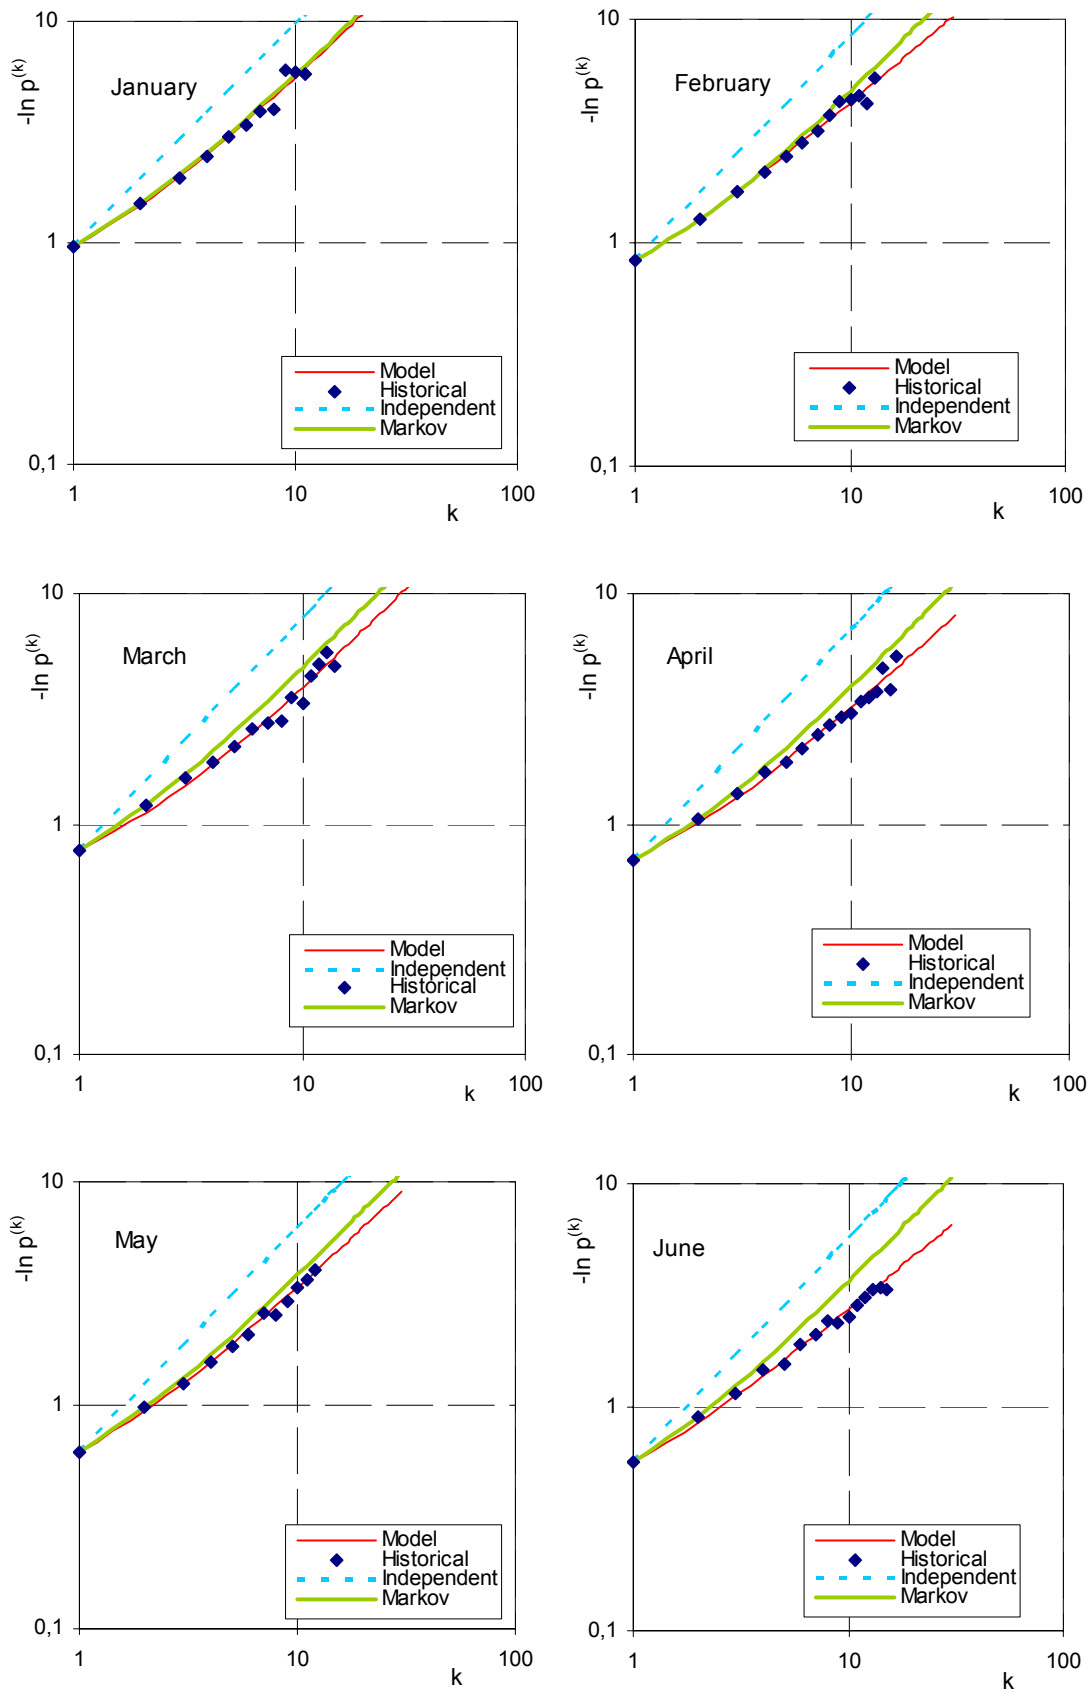 10
January
-ln p(k)
1
Model
Historical
Independent
Markov
0,1
1
10
100
k
10
February
-ln p(k)
1
Model
Historical
Independent
Markov
0,1
1
10
100
k
10
March
-ln p(k)
1
Model
Independent
Historical
Markov
0,1
1
10
100
k
10
April
-ln p(k)
1
Model
Historical
Independent
Markov
0,1
1
10
100
k
10
May
-ln p(k)
1
Model
Historical
Independent
Markov
0,1
1
10
100
k
10
June
-ln p(k)
1
Model
Historical
Independent
Markov
0,1
1
10
100
k